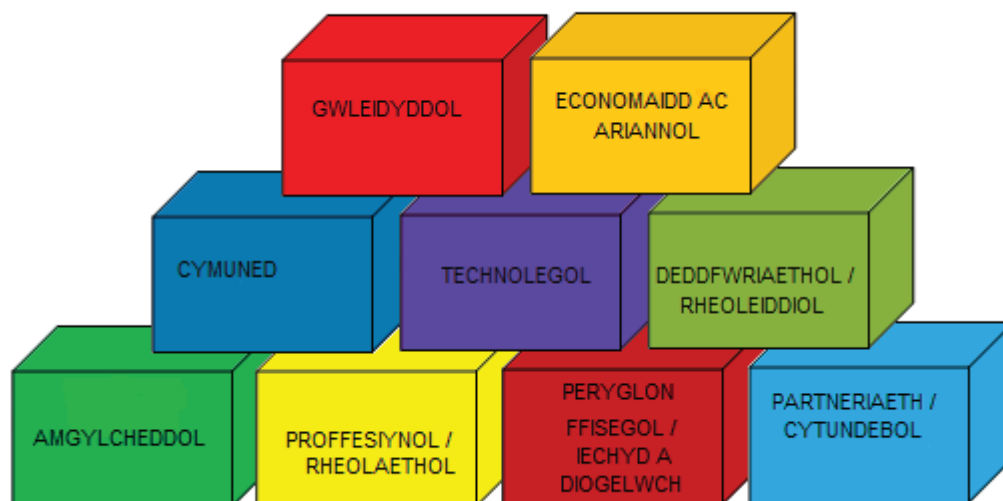 GWLEIDYDDOL
ECONOMAIDD AC
ARIANNOL
CYMUNED
TECHNOLEGOL
DEDDFWRIAETHOL /
RHEOLEIDDIOL
AMGYLCHEDDOL
PROFFESIYNOL /
RHEOLAETHOL
PERYGLON
FFISEGOL /
IECHYD A
DIOGELWCH
PARTNERIAETH /
CYTUNDEBOL